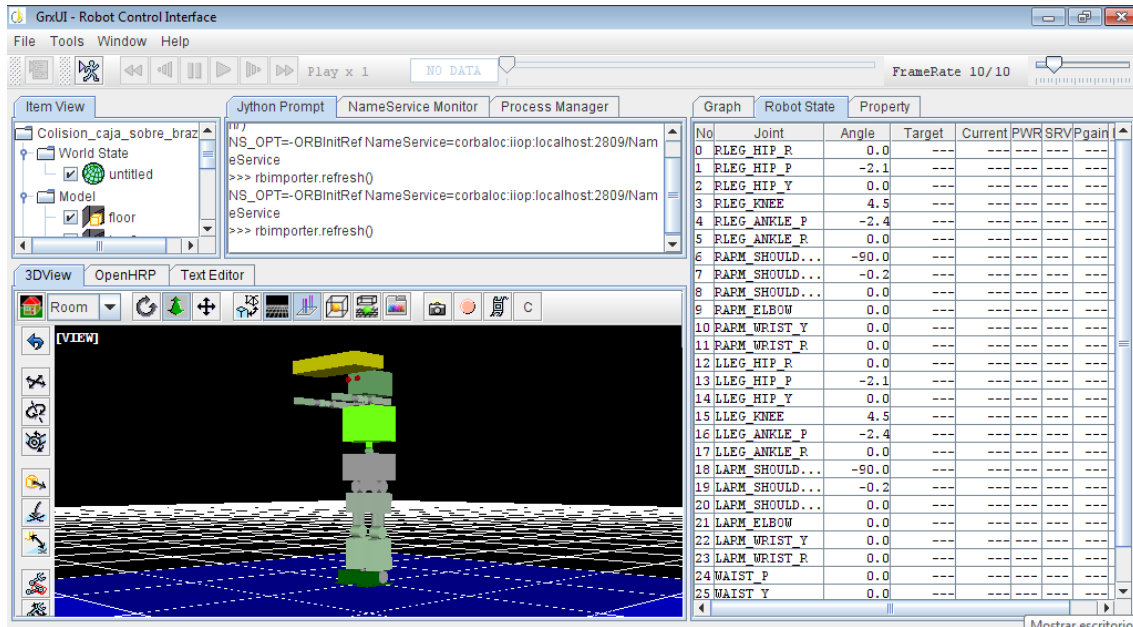 GrxUI - Robot Control Interface
File Tools Window Help
Play x 1 NO DATA FrameRate 10/10
Item View
Colision_caja_sobre_braz
World State
untitled
Model
floor
Jython Prompt NameService Monitor Process Manager
NS_OPT=-ORBInitRef NameService=corbaloc:iiop:localhost:2809/Nam
eService
>>> rbimporter.refresh()
NS_OPT=-ORBInitRef NameService=corbaloc:iiop:localhost:2809/Nam
eService
>>> rbimporter.refresh()
3DView OpenHRP Text Editor
Room C
[VIEW]
Graph Robot State Property
No Joint Angle Target Current PWR SRV Pgain
0 RLEG_HIP_R 0.0 --- --- --- --- ---
1 RLEG_HIP_P -2.1 --- --- --- --- ---
2 RLEG_HIP_Y 0.0 --- --- --- --- ---
3 RLEG_KNEE 4.5 --- --- --- --- ---
4 RLEG_ANKLE_P -2.4 --- --- --- --- ---
5 RLEG_ANKLE_R 0.0 --- --- --- --- ---
6 RARM_SHOULD... -90.0 --- --- --- --- ---
7 RARM_SHOULD... -0.2 --- --- --- --- ---
8 RARM_SHOULD... 0.0 --- --- --- --- ---
9 RARM_ELBOW 0.0 --- --- --- --- ---
10 RARM_WRIST_Y 0.0 --- --- --- --- ---
11 RARM_WRIST_R 0.0 --- --- --- --- ---
12 LLEG_HIP_R 0.0 --- --- --- --- ---
13 LLEG_HIP_P -2.1 --- --- --- --- ---
14 LLEG_HIP_Y 0.0 --- --- --- --- ---
15 LLEG_KNEE 4.5 --- --- --- --- ---
16 LLEG_ANKLE_P -2.4 --- --- --- --- ---
17 LLEG_ANKLE_R 0.0 --- --- --- --- ---
18 LARM_SHOULD... -90.0 --- --- --- --- ---
19 LARM_SHOULD... -0.2 --- --- --- --- ---
20 LARM_SHOULD... 0.0 --- --- --- --- ---
21 LARM_ELBOW 0.0 --- --- --- --- ---
22 LARM_WRIST_Y 0.0 --- --- --- --- ---
23 LARM_WRIST_R 0.0 --- --- --- --- ---
24 WAIST_P 0.0 --- --- --- --- ---
25 WAIST_Y 0.0 --- --- --- --- ---
Mostrar escritorio